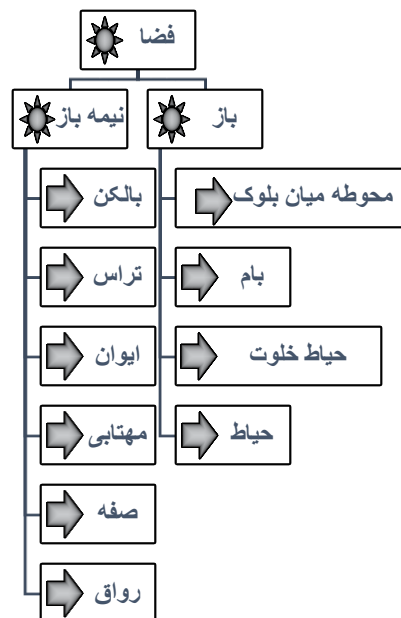 فضا
باز
نیمه باز
محوطه میان بلوک
بام
حیاط خلوت
حیاط
بالکن
تراس
ایوان
مهتابی
صفه
رواق